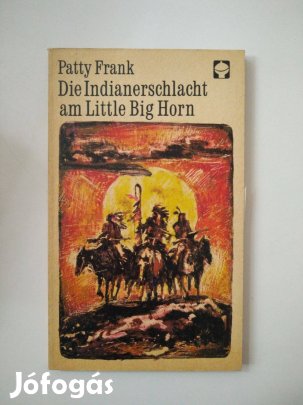 Patty Frank
Die Indianerschlacht
am Little Big Horn
Jófogás